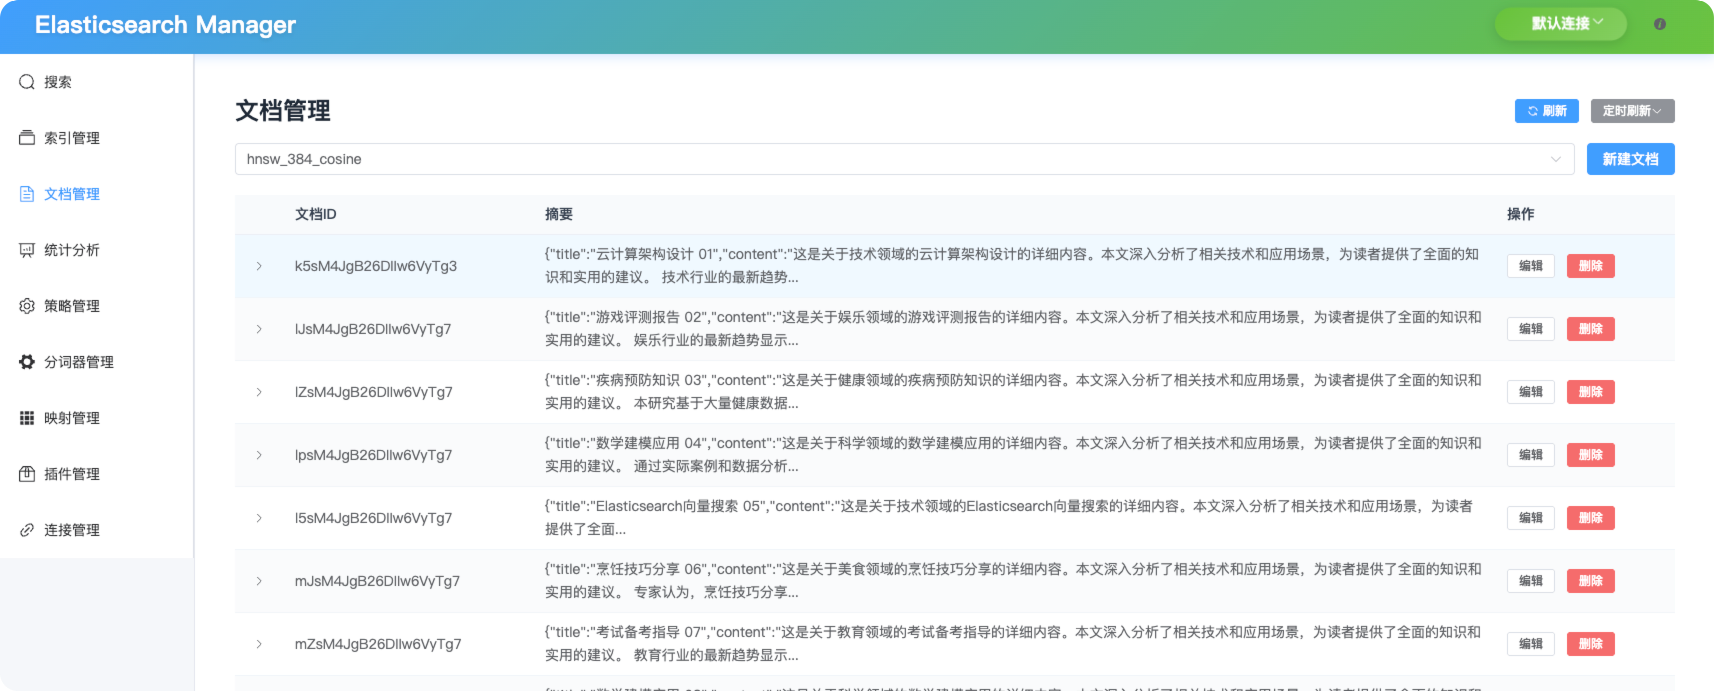 Elasticsearch Manager
默认连接
搜索
索引管理
文档管理
统计分析
策略管理
分词器管理
映射管理
插件管理
连接管理
文档管理
刷新
定时刷新
hnsw_384_cosine
新建文档
文档ID
摘要
操作
k5sM4JgB26DIlw6VyTg3
{"title":"云计算架构设计 01","content":"这是关于技术领域的云计算架构设计的详细内容。本文深入分析了相关技术和应用场景，为读者提供了全面的知
识和实用的建议。 技术行业的最新趋势...
编辑
删除
lJsM4JgB26DIlw6VyTg7
{"title":"游戏评测报告 02","content":"这是关于娱乐领域的游戏评测报告的详细内容。本文深入分析了相关技术和应用场景，为读者提供了全面的知识和
实用的建议。 娱乐行业的最新趋势显示...
编辑
删除
lZsM4JgB26DIlw6VyTg7
{"title":"疾病预防知识 03","content":"这是关于健康领域的疾病预防知识的详细内容。本文深入分析了相关技术和应用场景，为读者提供了全面的知识和
实用的建议。 本研究基于大量健康数据...
编辑
删除
lpsM4JgB26DIlw6VyTg7
{"title":"数学建模应用 04","content":"这是关于科学领域的数学建模应用的详细内容。本文深入分析了相关技术和应用场景，为读者提供了全面的知识和
实用的建议。 通过实际案例和数据分析...
编辑
删除
l5sM4JgB26DIlw6VyTg7
{"title":"Elasticsearch向量搜索 05","content":"这是关于技术领域的Elasticsearch向量搜索的详细内容。本文深入分析了相关技术和应用场景，为读者
提供了全面...
编辑
删除
mJsM4JgB26DIlw6VyTg7
{"title":"烹饪技巧分享 06","content":"这是关于美食领域的烹饪技巧分享的详细内容。本文深入分析了相关技术和应用场景，为读者提供了全面的知识和
实用的建议。 专家认为，烹饪技巧分享...
编辑
删除
mZsM4JgB26DIlw6VyTg7
{"title":"考试备考指导 07","content":"这是关于教育领域的考试备考指导的详细内容。本文深入分析了相关技术和应用场景，为读者提供了全面的知识和
实用的建议。 教育行业的最新趋势显示...
编辑
删除